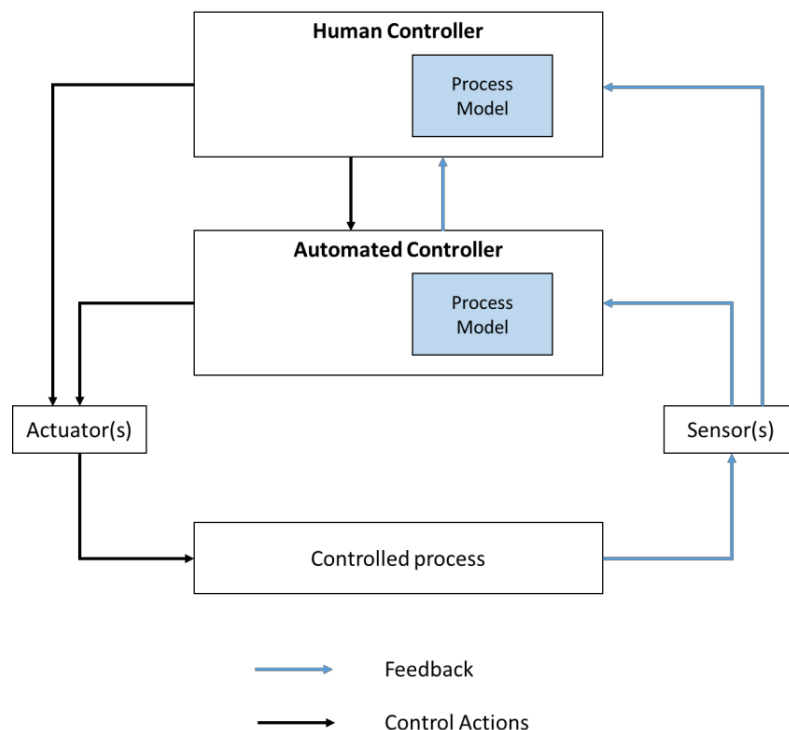 Human Controller
Process
Model
Automated Controller
Process
Model
Actuator(s)
Sensor(s)
Controlled process
Feedback
Control Actions